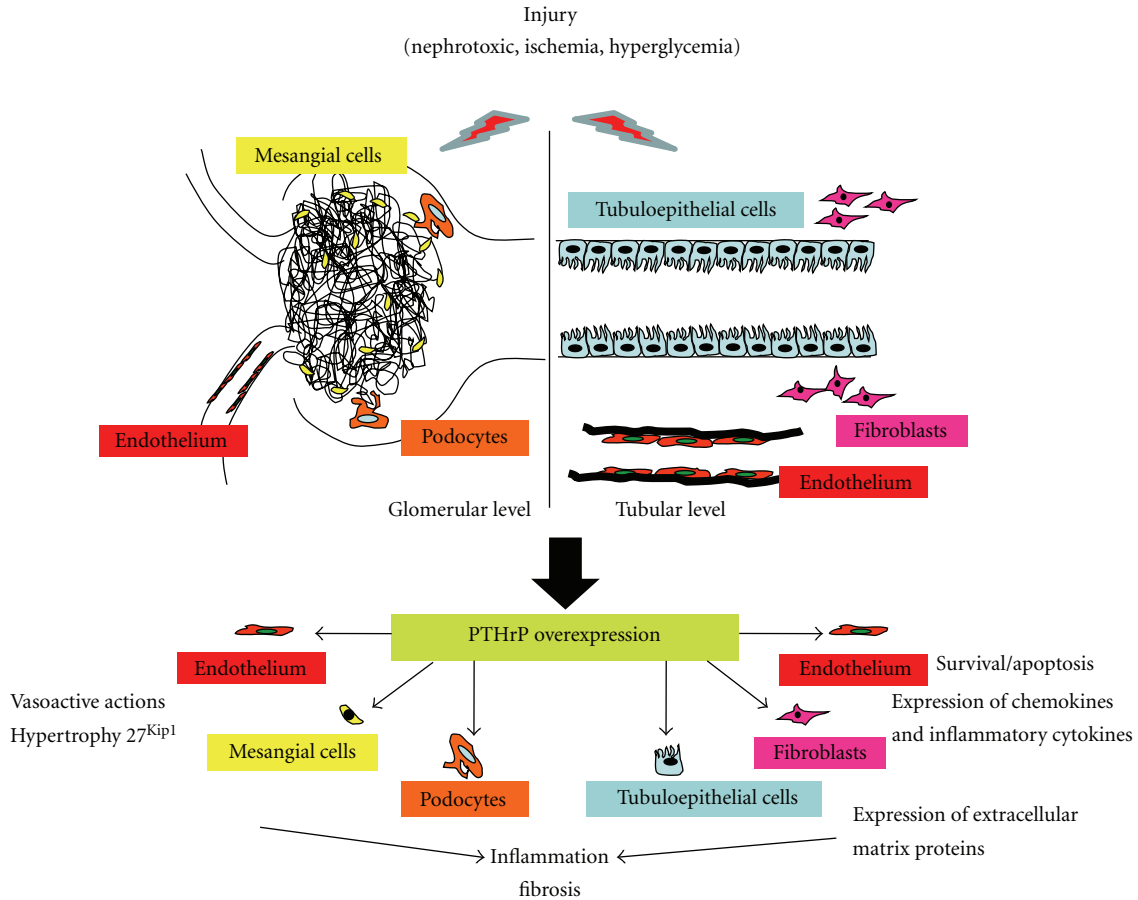 Injury
(nephrotoxic, ischemia, hyperglycemia)
Mesangial cells
Tubuloepithelial cells
Endothelium
Podocytes
Fibroblasts
Endothelium
Glomerular level
Tubular level
PTHrP overexpression
Endothelium
Endothelium
Survival/apoptosis
Vasoactive actions
Hypertrophy 27Kip1
Expression of chemokines
and inflammatory cytokines
Mesangial cells
Fibroblasts
Podocytes
Tubuloepithelial cells
Expression of extracellular
matrix proteins
Inflammation
fibrosis